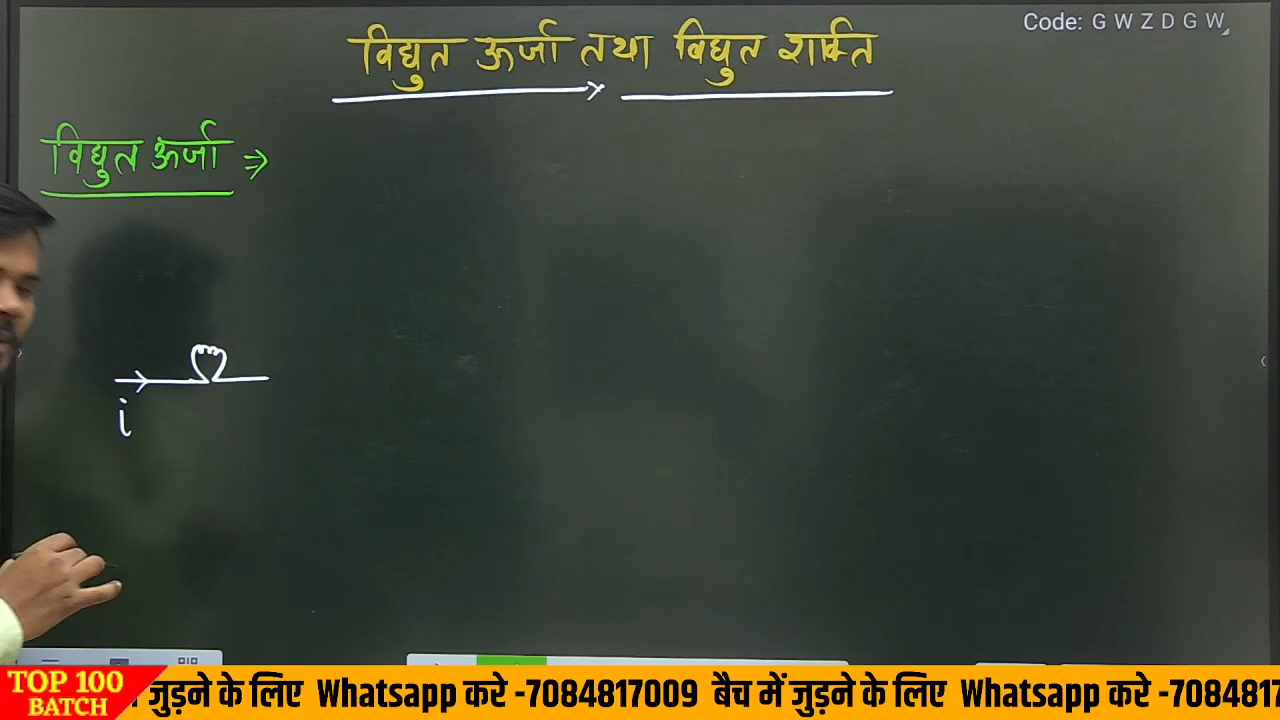 Code: G W Z D G W
विद्युत ऊर्जा तथा विद्युत शक्ति
विद्युत ऊर्जा ⇒
i
TOP 100
BATCH
जुड़ने के लिए Whatsapp करे -7084817009 बैच में जुड़ने के लिए Whatsapp करे -708481